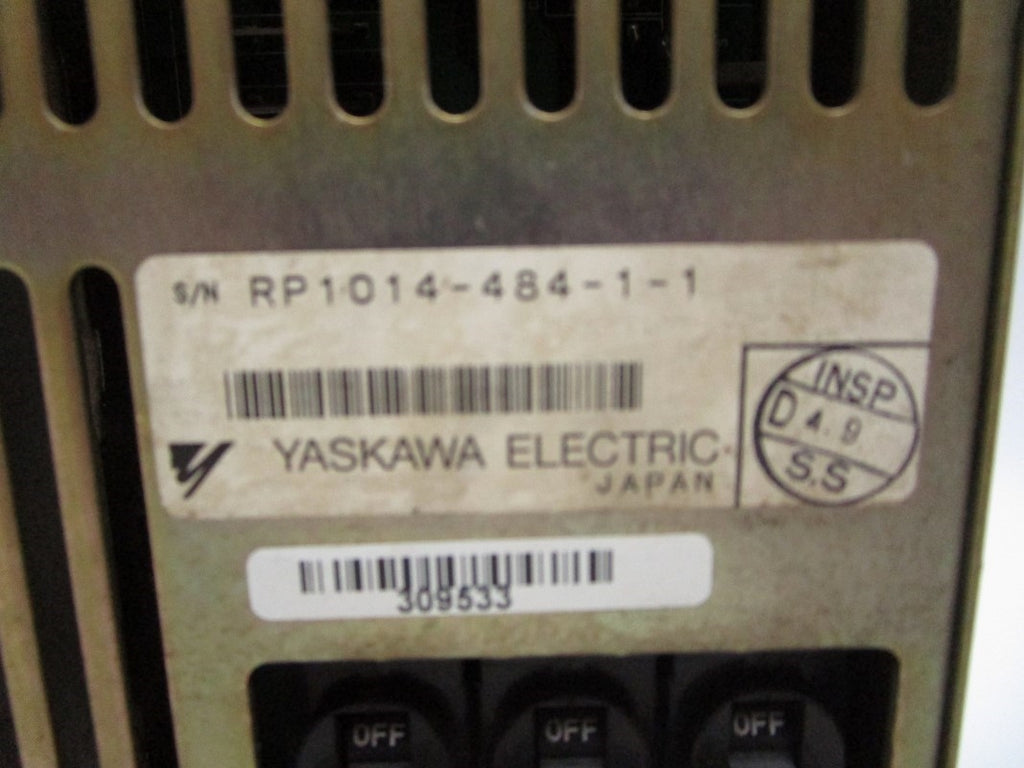 S/N RP1014-484-1-1
YASKAWA ELECTRIC
JAPAN
INSP
D 4.9
S.S
309533
OFF OFF OFF